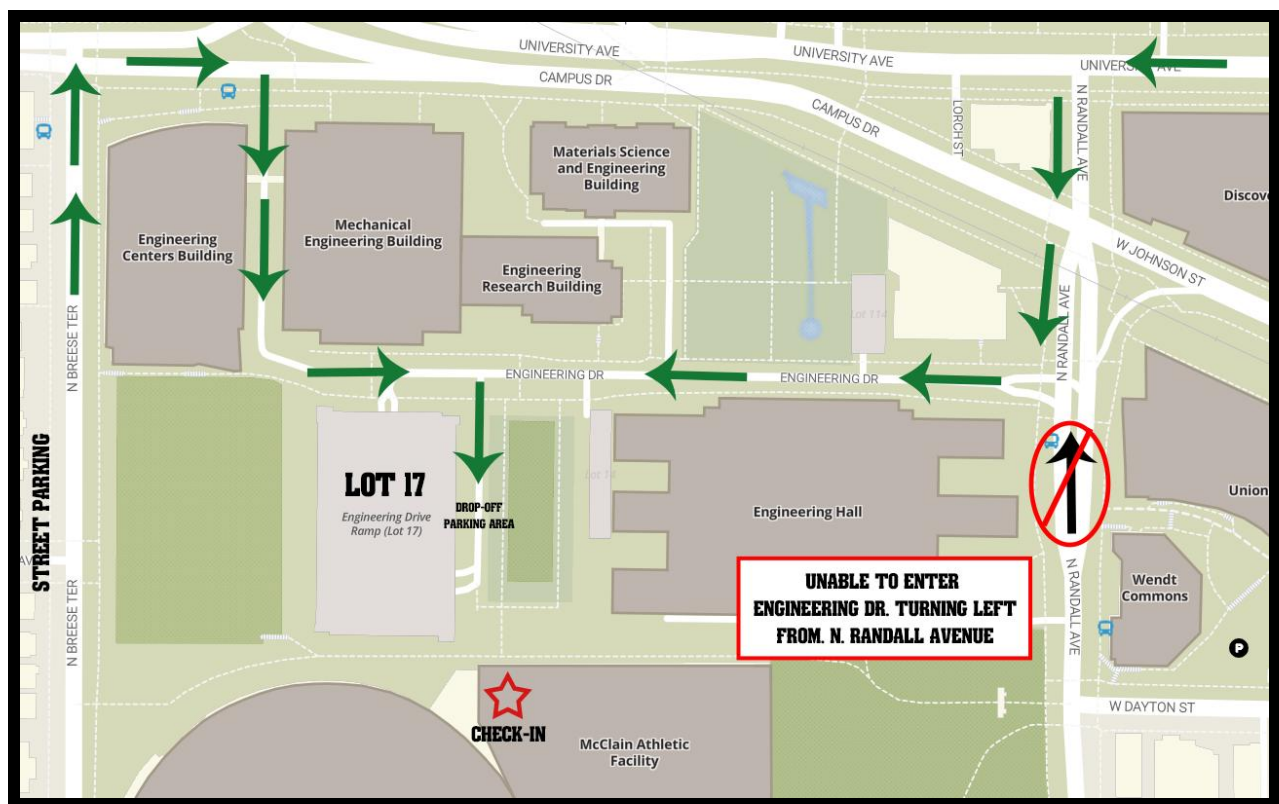 UNIVERSITY AVE
UNIVERSITY AVE
CAMPUS DR
CAMPUS DR
LORCH ST
N RANDALL AVE
Materials Science
and Engineering
Building
Mechanical
Engineering Building
Engineering
Centers Building
Engineering
Research Building
W JOHNSON ST
N RANDALL AVE
Lot 114
N BREESE TER
ENGINEERING DR
ENGINEERING DR
STREET PARKING
LOT 17
Engineering Drive
Ramp (Lot 17)
DROP-OFF
PARKING AREA
Engineering Hall
Union
UNABLE TO ENTER
ENGINEERING DR. TURNING LEFT
FROM. N. RANDALL AVENUE
N RANDALL AVE
Wendt
Commons
N BREESE TER
P
W DAYTON ST
CHECK-IN
McClain Athletic
Facility